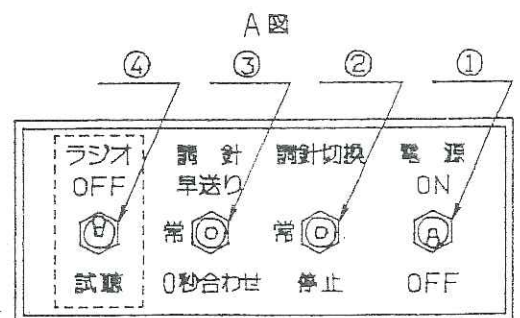 A図
④ ③ ② ①
ラジオ 調針 調針切換 電源
OFF 早送り ON
常 常
試聴 0秒合わせ 停止 OFF